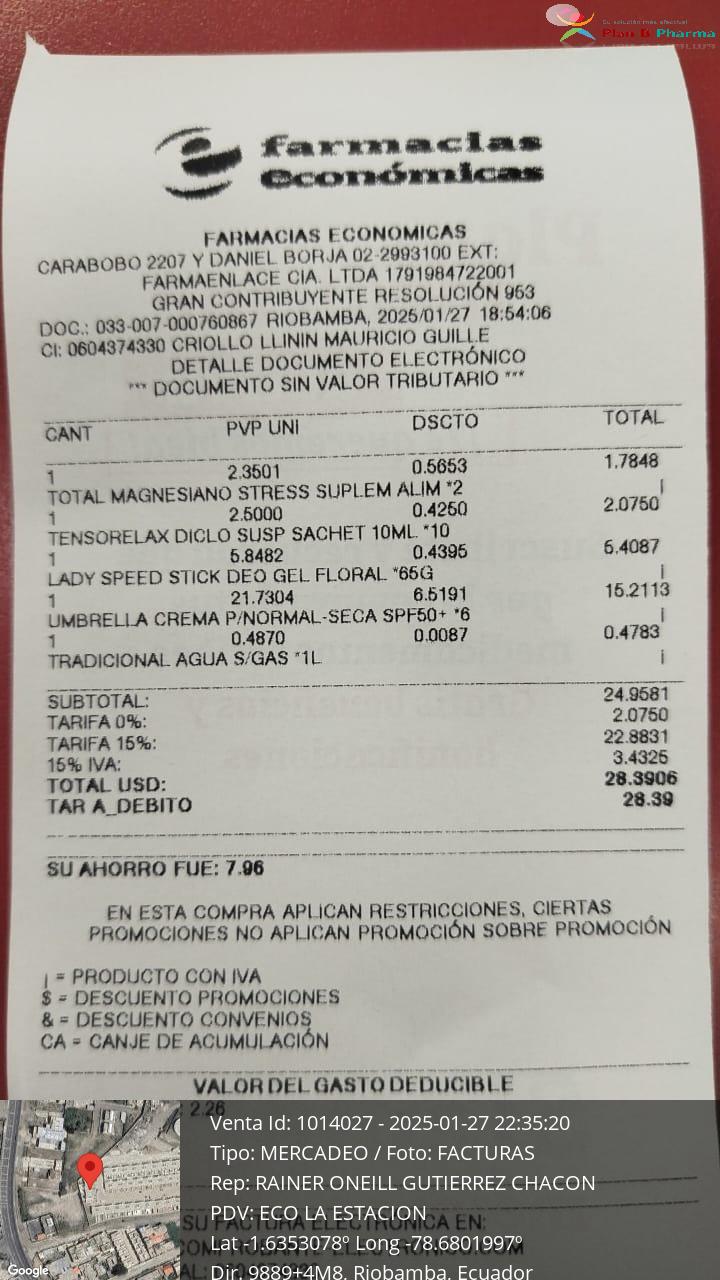 Su solución más efectiva!
Plan B Pharma
farmacias
económicas
FARMACIAS ECONOMICAS
CARABOBO 2207 Y DANIEL BORJA 02-2993100 EXT:
FARMAENLACE CIA. LTDA 1791984722001
GRAN CONTRIBUYENTE RESOLUCIÓN 953
DOC.: 033-007-000760867 RIOBAMBA, 2025/01/27 18:54:06
CI: 0604374330 CRIOLLO LLININ MAURICIO GUILLE
DETALLE DOCUMENTO ELECTRÓNICO
*** DOCUMENTO SIN VALOR TRIBUTARIO ***
CANT PVP UNI DSCTO TOTAL
1 2.3501 0.5653 1.7848
TOTAL MAGNESIANO STRESS SUPLEM ALIM *2 i
1 2.5000 0.4250 2.0750
TENSORELAX DICLO SUSP SACHET 10ML *10
1 5.8482 0.4395 5.4087
LADY SPEED STICK DEO GEL FLORAL *65G i
1 21.7304 6.5191 15.2113
UMBRELLA CREMA P/NORMAL-SECA SPF50+ *6 i
1 0.4870 0.0087 0.4783
TRADICIONAL AGUA S/GAS *1L i
SUBTOTAL: 24.9581
TARIFA 0%: 2.0750
TARIFA 15%: 22.8831
15% IVA: 3.4325
TOTAL USD: 28.3906
TAR A_DEBITO 28.39
SU AHORRO FUE: 7.96
EN ESTA COMPRA APLICAN RESTRICCIONES, CIERTAS
PROMOCIONES NO APLICAN PROMOCIÓN SOBRE PROMOCIÓN
i = PRODUCTO CON IVA
$ = DESCUENTO PROMOCIONES
& = DESCUENTO CONVENIOS
CA = CANJE DE ACUMULACIÓN
VALOR DEL GASTO DEDUCIBLE
: 2.26
Venta Id: 1014027 - 2025-01-27 22:35:20
Tipo: MERCADEO / Foto: FACTURAS
Rep: RAINER ONEILL GUTIERREZ CHACON
PDV: ECO LA ESTACION
SU FACTURA ELECTRÓNICA EN:
Lat -1.6353078º Long -78.6801997º
Dir. 9889+4M8, Riobamba, Ecuador
Google